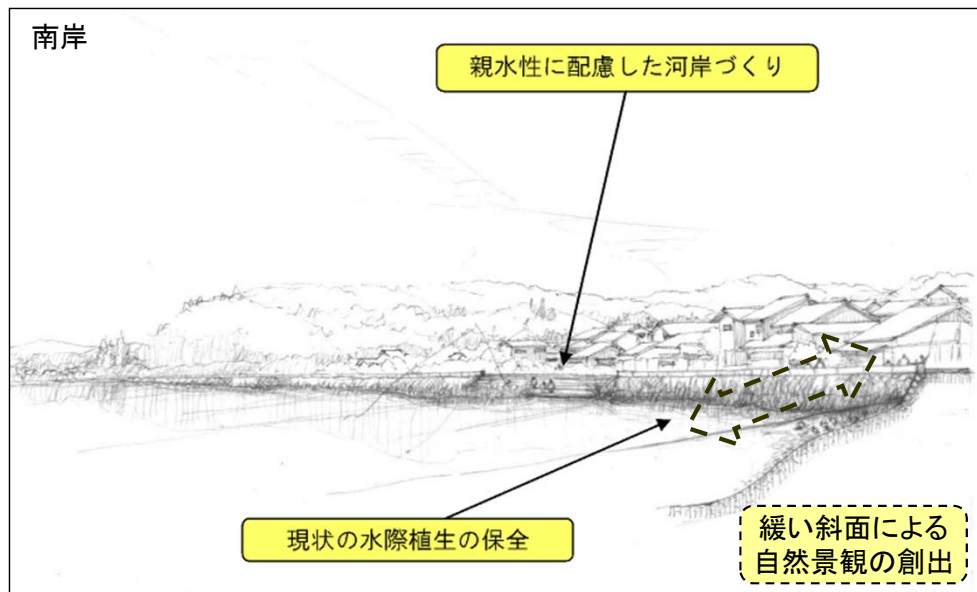 南岸
親水性に配慮した河岸づくり
現状の水際植生の保全
緩い斜面による
自然景観の創出